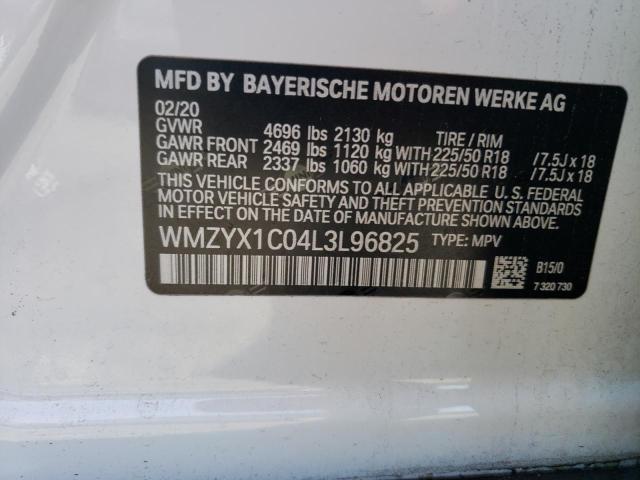 MFD BY BAYERISCHE MOTOREN WERKE AG
02/20
GVWR 4696 lbs 2130 kg TIRE / RIM
GAWR FRONT 2469 lbs 1120 kg WITH 225/50 R18 /7.5J x 18
GAWR REAR 2337 lbs 1060 kg WITH 225/50 R18 /7.5J x 18
THIS VEHICLE CONFORMS TO ALL APPLICABLE U. S. FEDERAL
MOTOR VEHICLE SAFETY AND THEFT PREVENTION STANDARDS
IN EFFECT ON THE DATE OF MANUFACTURE SHOWN ABOVE.
WMZYX1C04L3L96825 TYPE: MPV
B15/0
7 320 730